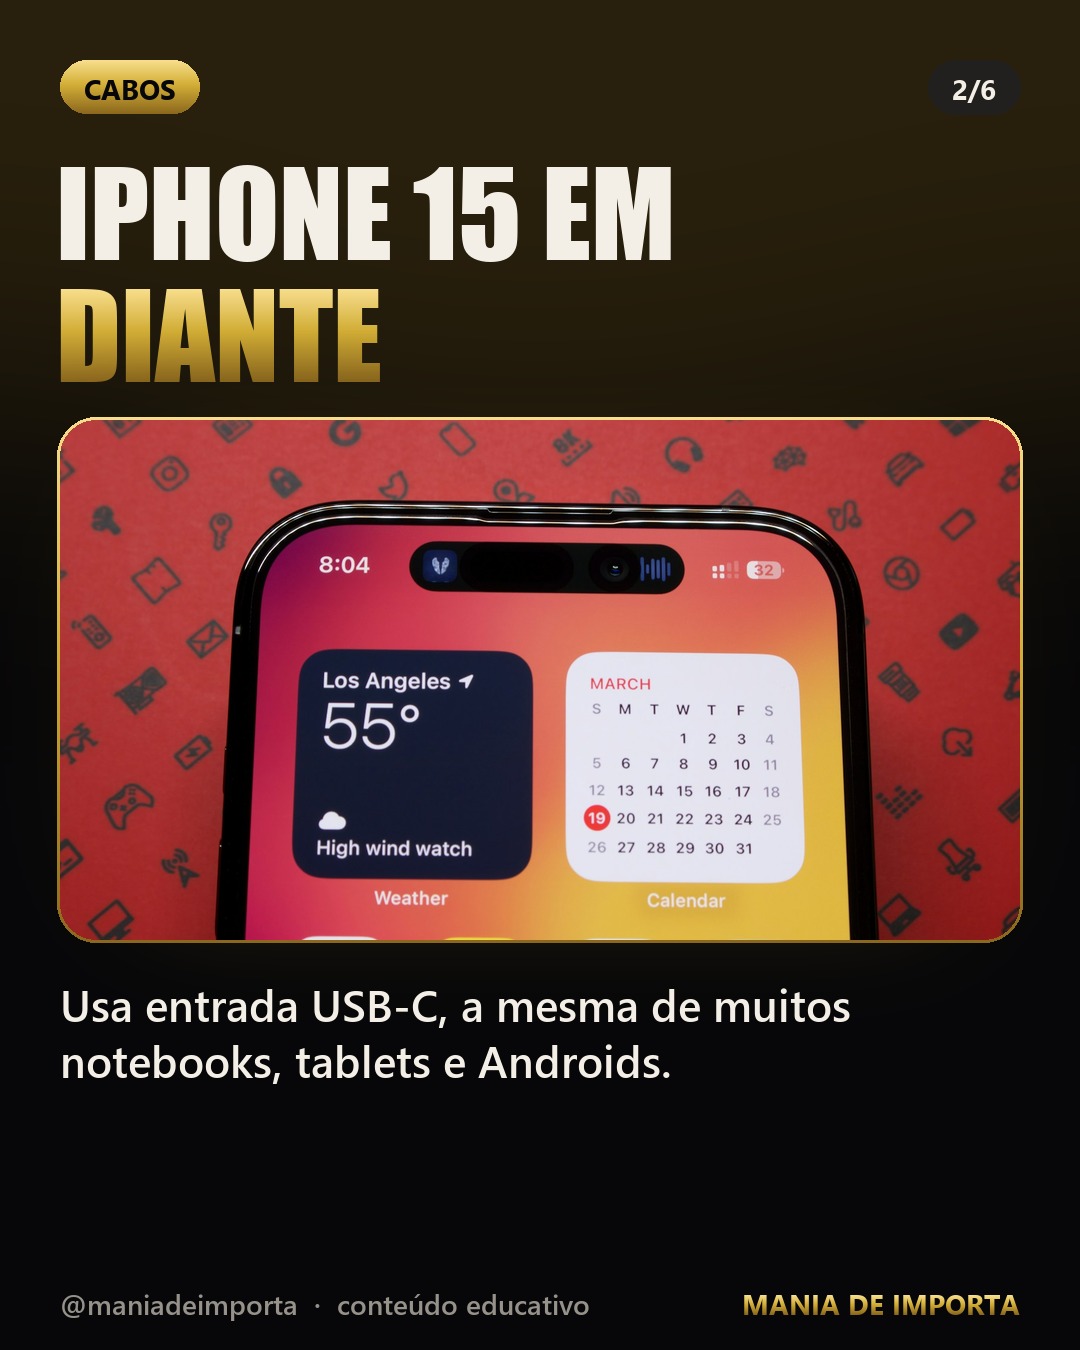 CABOS
2/6
IPHONE 15 EM
DIANTE
8:04
32
Los Angeles
55°
High wind watch
Weather
MARCH
S M T W T F S
1 2 3 4
5 6 7 8 9 10 11
12 13 14 15 16 17 18
19 20 21 22 23 24 25
26 27 28 29 30 31
Calendar
8K
Usa entrada USB-C, a mesma de muitos
notebooks, tablets e Androids.
@maniadeimporta · conteúdo educativo
MANIA DE IMPORTA